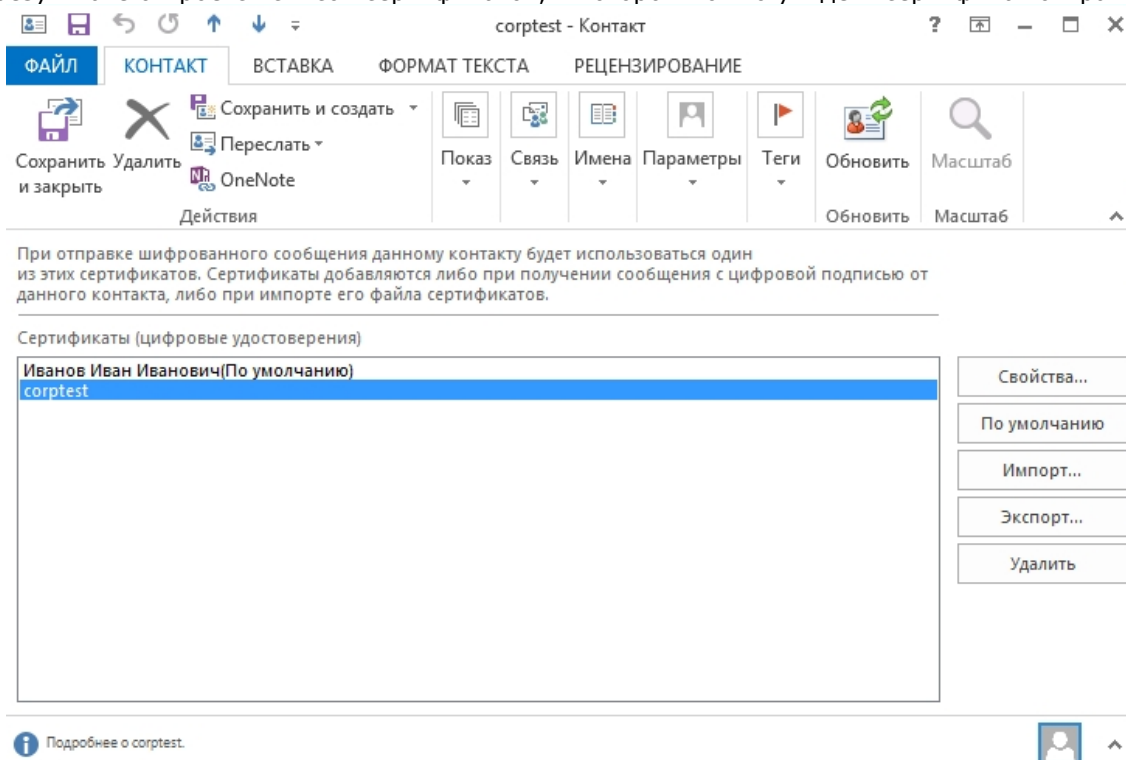 corptest - Контакт
ФАЙЛ КОНТАКТ ВСТАВКА ФОРМАТ ТЕКСТА РЕЦЕНЗИРОВАНИЕ
Сохранить и закрыть
Удалить
Сохранить и создать
Переслать
OneNote
Действия
Показ
Связь
Имена
Параметры
Теги
Обновить
Обновить
Масштаб
Масштаб
При отправке шифрованного сообщения данному контакту будет использоваться один
из этих сертификатов. Сертификаты добавляются либо при получении сообщения с цифровой подписью от
данного контакта, либо при импорте его файла сертификатов.
Сертификаты (цифровые удостоверения)
Иванов Иван Иванович(По умолчанию)
corptest
Свойства...
По умолчанию
Импорт...
Экспорт...
Удалить
Подробнее о corptest.